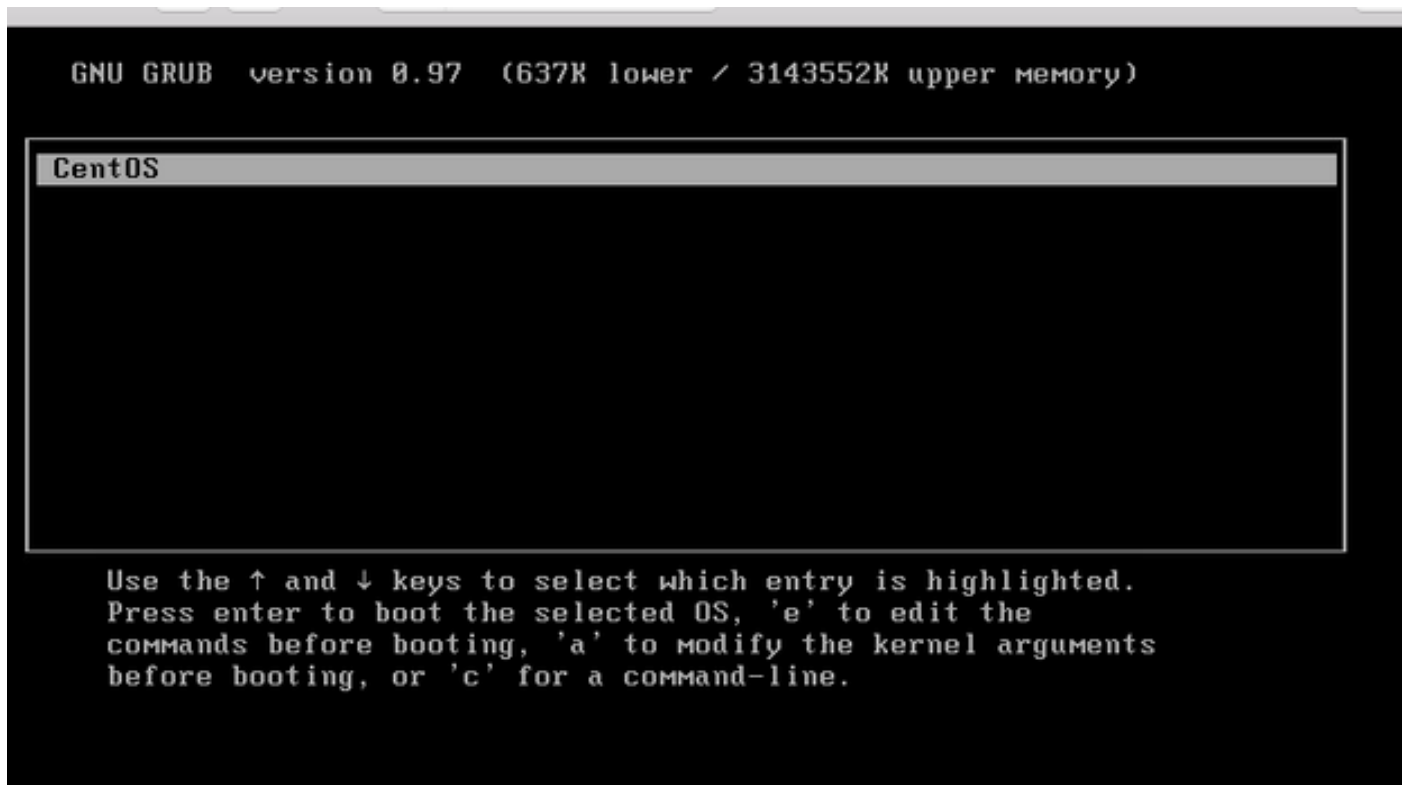 GNU GRUB version 0.97 (637K lower / 3143552K upper memory)
CentOS
Use the ↑ and ↓ keys to select which entry is highlighted.
Press enter to boot the selected OS, 'e' to edit the
commands before booting, 'a' to modify the kernel arguments
before booting, or 'c' for a command-line.